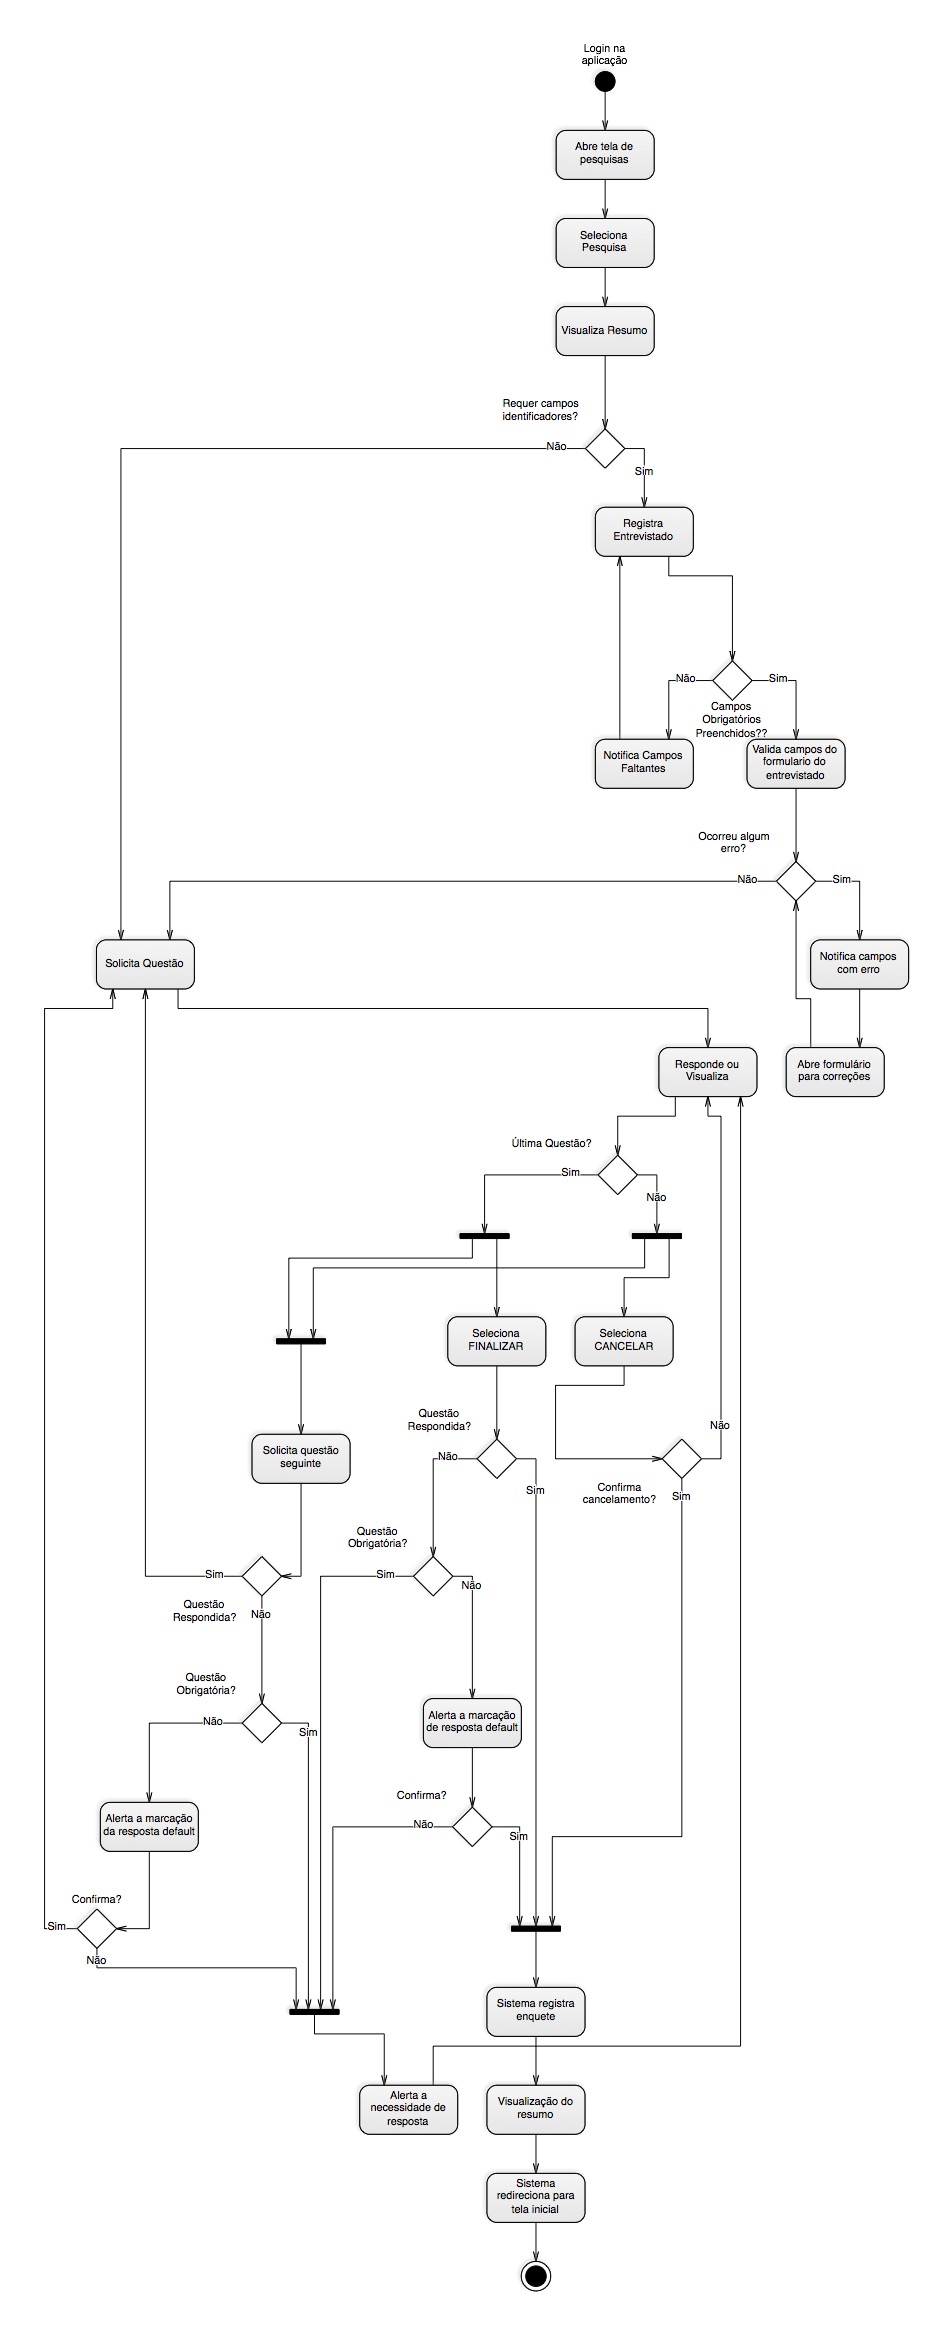 Login na
aplicação
Abre tela de
pesquisas
Seleciona
Pesquisa
Visualiza Resumo
Requer campos
identificadores?
Não
Sim
Registra
Entrevistado
Não
Sim
Campos
Obrigatórios
Preenchidos??
Notifica Campos
Faltantes
Valida campos do
formulario do
entrevistado
Ocorreu algum
erro?
Não
Sim
Solicita Questão
Notifica campos
com erro
Responde ou
Visualiza
Abre formulário
para correções
Última Questão?
Sim
Não
Seleciona
FINALIZAR
Seleciona
CANCELAR
Questão
Respondida?
Não
Solicita questão
seguinte
Não
Sim
Confirma
cancelamento?
Sim
Questão
Obrigatória?
Sim
Não
Sim
Questão
Respondida?
Não
Questão
Obrigatória?
Não
Sim
Alerta a marcação
de resposta default
Confirma?
Não
Sim
Alerta a marcação
da resposta default
Confirma?
Sim
Não
Sistema registra
enquete
Alerta a
necessidade de
resposta
Visualização do
resumo
Sistema
redireciona para
tela inicial